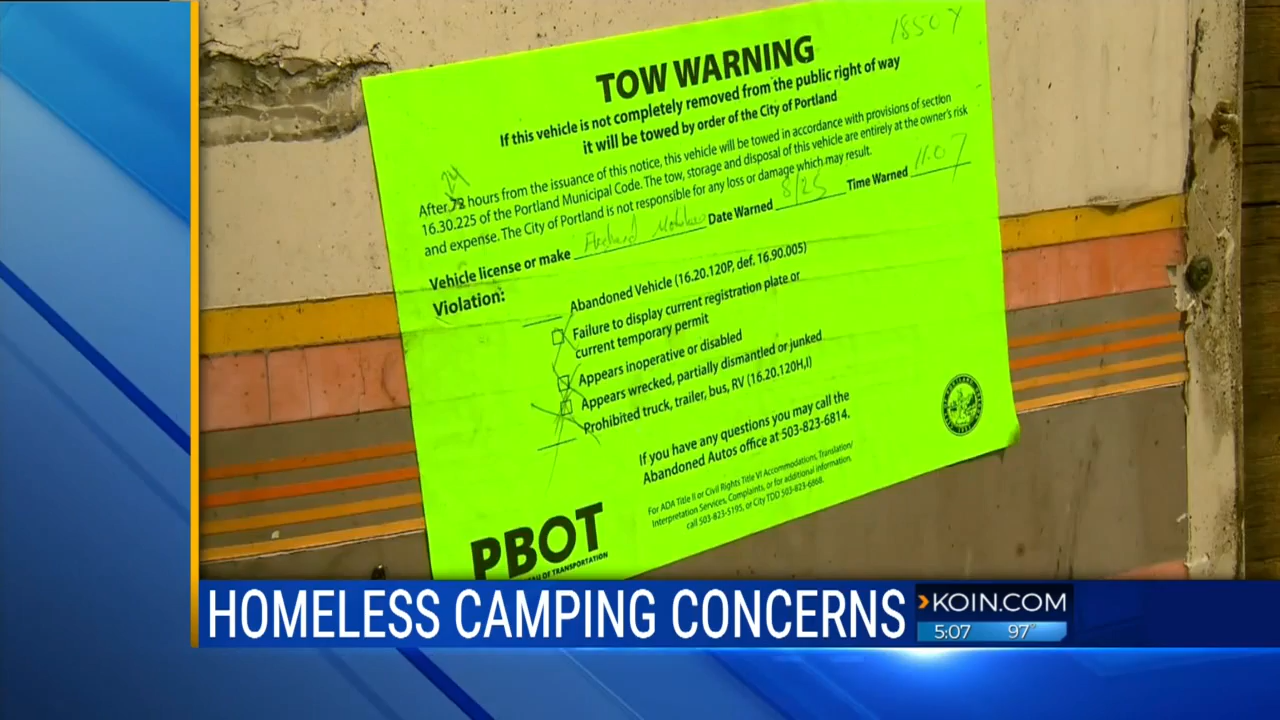 18504
TOW WARNING
If this vehicle is not completely removed from the public right of way
it will be towed by order of the City of Portland
24
After 72 hours from the issuance of this notice, this vehicle will be towed in accordance with provisions of section
16.30.225 of the Portland Municipal Code. The tow, storage and disposal of this vehicle are entirely at the owner's risk
and expense. The City of Portland is not responsible for any loss or damage which may result.
Vehicle license or make Date Warned 8/25 Time Warned 11:07
Violation:
Abandoned Vehicle (16.20.120P, def. 16.90.005)
Failure to display current registration plate or
current temporary permit
Appears inoperative or disabled
Appears wrecked, partially dismantled or junked
Prohibited truck, trailer, bus, RV (16.20.120H,I)
If you have any questions you may call the
Abandoned Autos office at 503-823-6814.
For ADA Title II or Civil Rights Title VI Accommodations, Translation/
Interpretation Services, Complaints, or for additional information,
call 503-823-5195, or City TDD 503-823-6868.
PBOT
OF TRANSPORTATION
HOMELESS CAMPING CONCERNS
KOIN.COM
5:07 97°